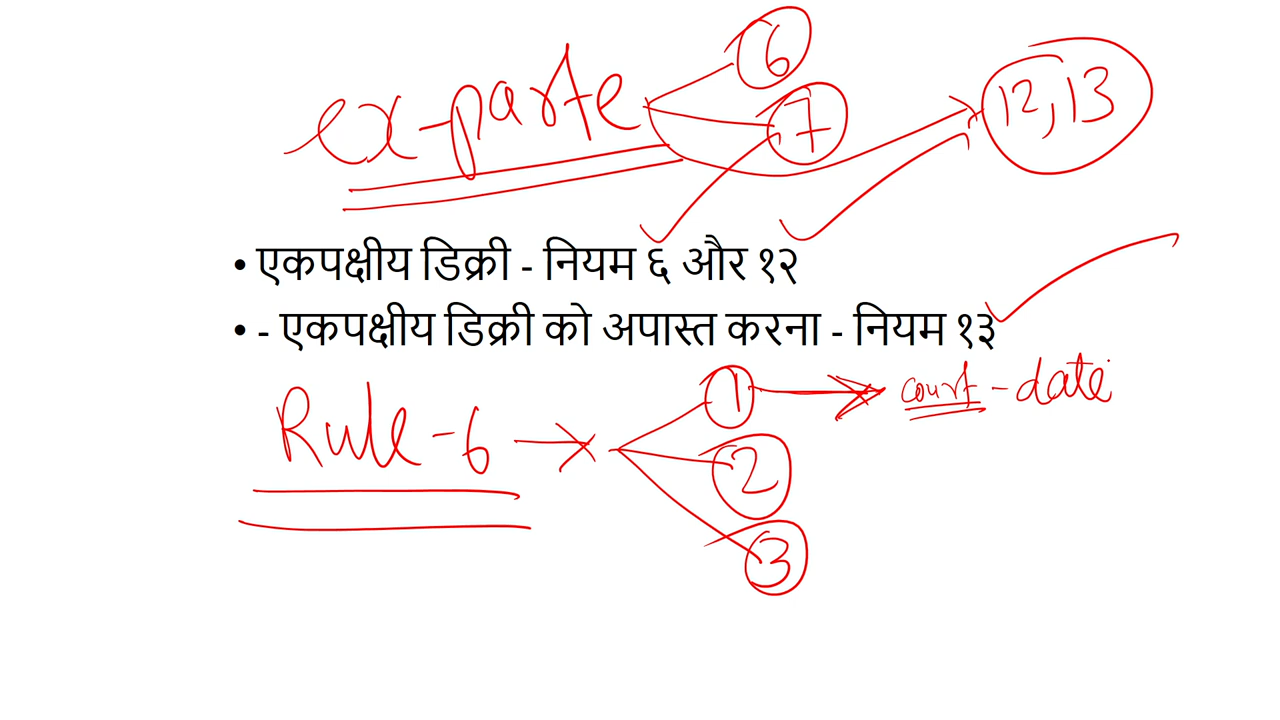 6
ex-parte
7
12, 13
• एकपक्षीय डिक्री - नियम ६ और १२
• - एकपक्षीय डिक्री को अपास्त करना - नियम १३
Rule-6
1
court - date
2
3